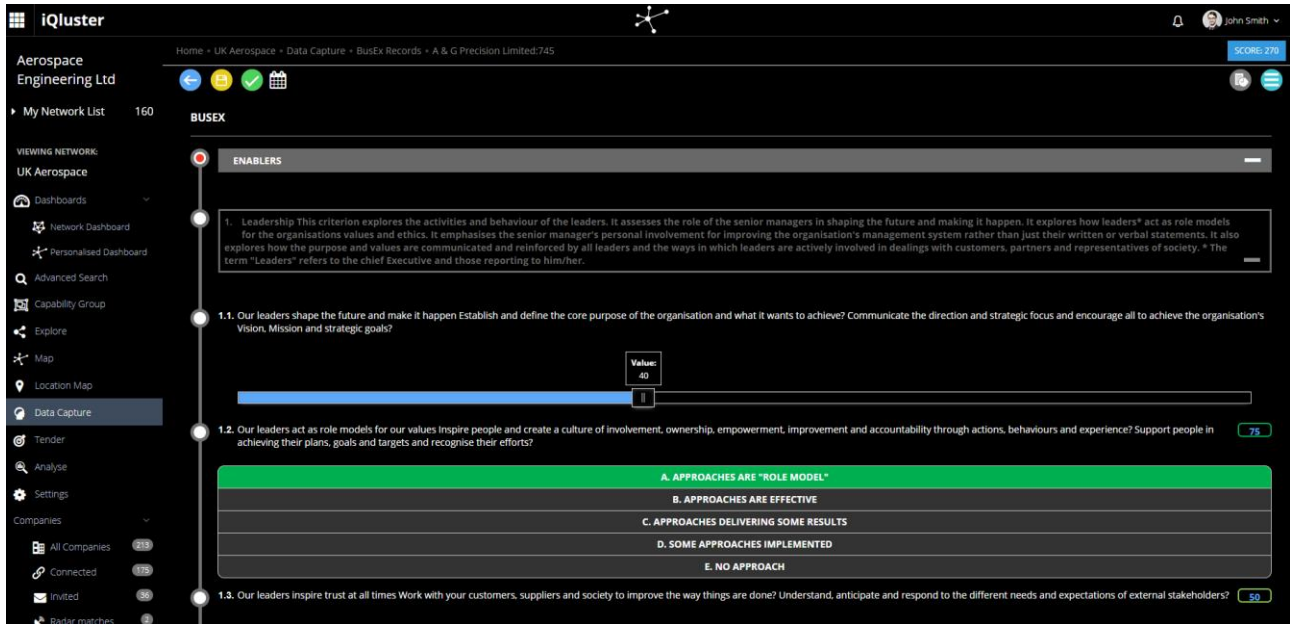 iQluster
John Smith
Aerospace
Engineering Ltd
My Network List 160
VIEWING NETWORK:
UK Aerospace
Dashboards
Network Dashboard
Personalised Dashboard
Advanced Search
Capability Group
Explore
Map
Location Map
Data Capture
Tender
Analyse
Settings
Companies
All Companies 213
Connected 175
Invited 36
Radar matches 2
Home • UK Aerospace • Data Capture • BusEx Records • A & G Precision Limited:745
SCORE: 270
BUSEX
ENABLERS
1. Leadership This criterion explores the activities and behaviour of the leaders. It assesses the role of the senior managers in shaping the future and making it happen. It explores how leaders* act as role models
for the organisations values and ethics. It emphasises the senior manager's personal involvement for improving the organisation's management system rather than just their written or verbal statements. It also
explores how the purpose and values are communicated and reinforced by all leaders and the ways in which leaders are actively involved in dealings with customers, partners and representatives of society. * The
term "Leaders" refers to the chief Executive and those reporting to him/her.
1.1. Our leaders shape the future and make it happen Establish and define the core purpose of the organisation and what it wants to achieve? Communicate the direction and strategic focus and encourage all to achieve the organisation's
Vision, Mission and strategic goals?
Value:
40
1.2. Our leaders act as role models for our values Inspire people and create a culture of involvement, ownership, empowerment, improvement and accountability through actions, behaviours and experience? Support people in
achieving their plans, goals and targets and recognise their efforts?
75
A. APPROACHES ARE "ROLE MODEL"
B. APPROACHES ARE EFFECTIVE
C. APPROACHES DELIVERING SOME RESULTS
D. SOME APPROACHES IMPLEMENTED
E. NO APPROACH
1.3. Our leaders inspire trust at all times Work with your customers, suppliers and society to improve the way things are done? Understand, anticipate and respond to the different needs and expectations of external stakeholders?
50